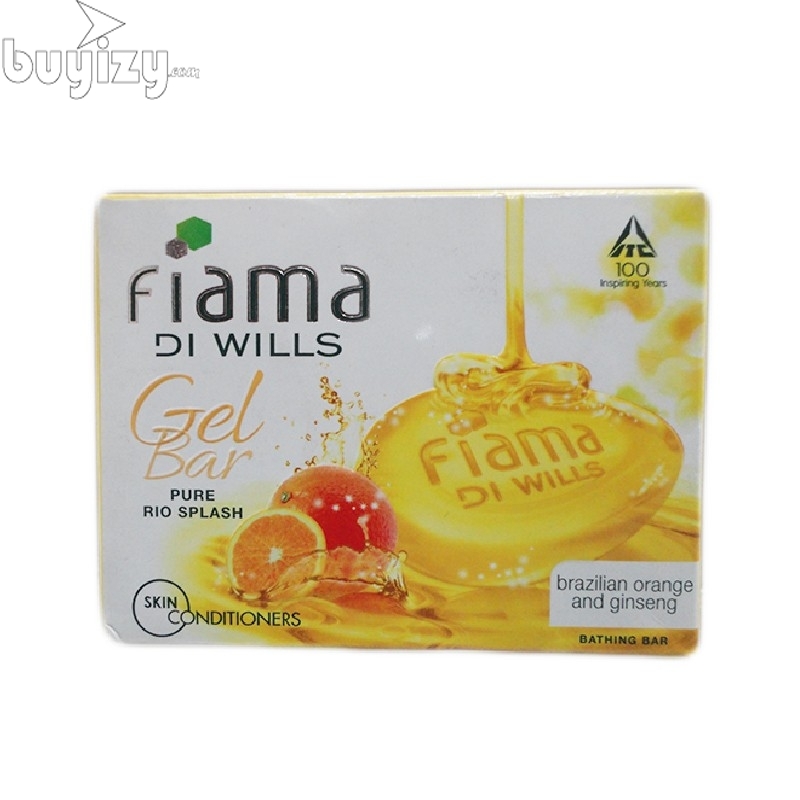 buyizy.com
fiama
DI WILLS
Gel
Bar
PURE
RIO SPLASH
SKIN
CONDITIONERS
ITC
100
Inspiring Years
fiama
DI WILLS
brazilian orange
and ginseng
BATHING BAR